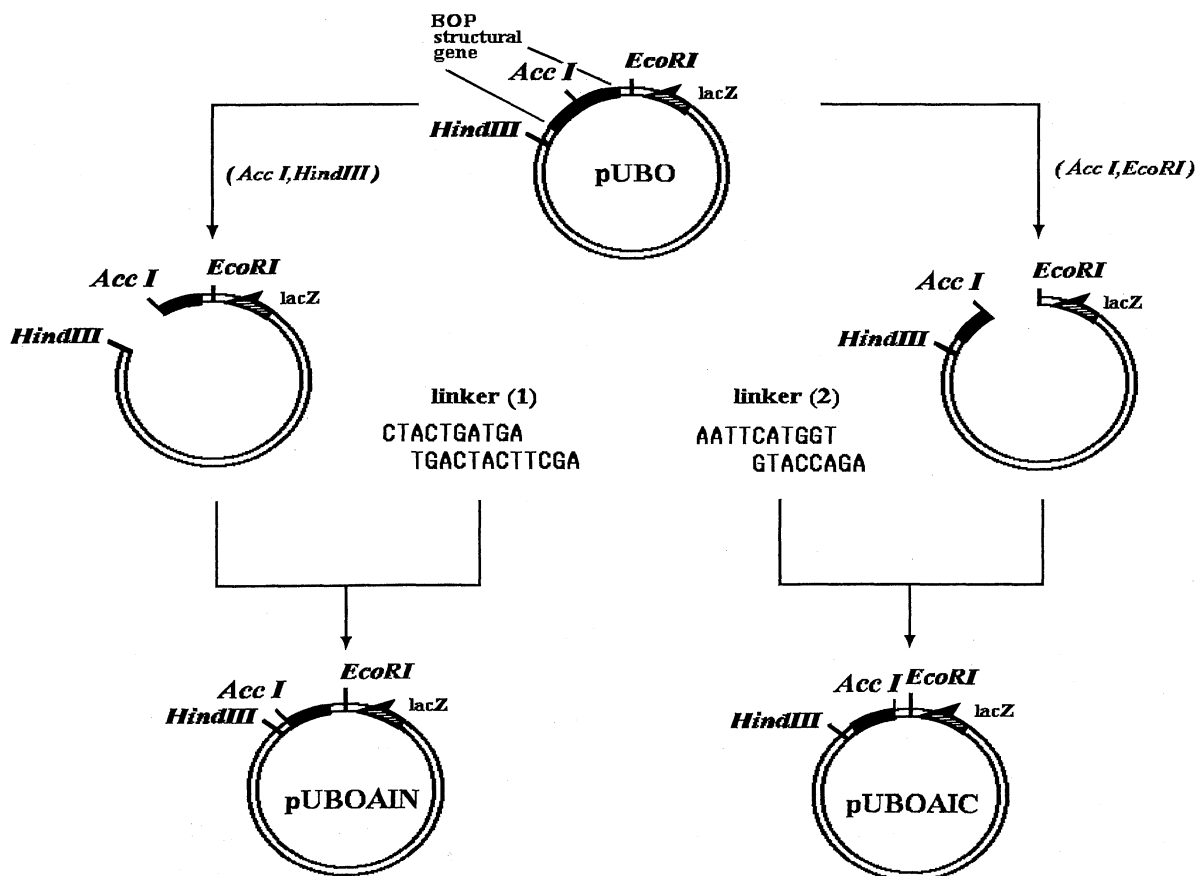 BOP
structural
gene
EcoRI
Acc I
lacZ
HindIII
pUBO
(Acc I,HindIII)
(Acc I,EcoRI)
EcoRI
Acc I
lacZ
HindIII
EcoRI
Acc I
lacZ
HindIII
linker (1)
CTACTGATGA
TGACTACTTCGA
linker (2)
AATTCATGGT
GTACCAGA
EcoRI
Acc I
lacZ
HindIII
pUBOAIN
Acc I EcoRI
lacZ
HindIII
pUBOAIC